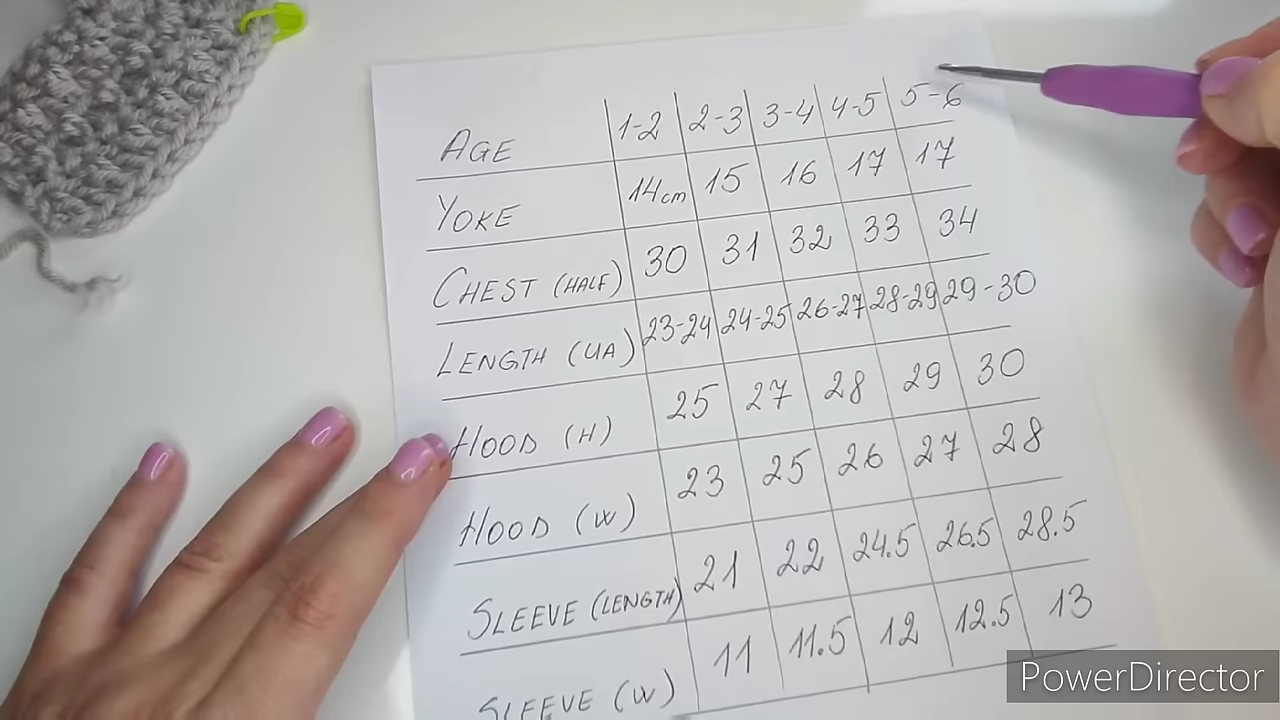 AGE 1-2 2-3 3-4 4-5 5-6
YOKE 14cm 15 16 17 17
CHEST (HALF) 30 31 32 33 34
LENGTH (UA) 23-24 24-25 26-27 28-29 29-30
HOOD (H) 25 27 28 29 30
HOOD (W) 23 25 26 27 28
SLEEVE (LENGTH) 21 22 24.5 26.5 28.5
SLEEVE (W) 11 11.5 12 12.5 13
PowerDirector